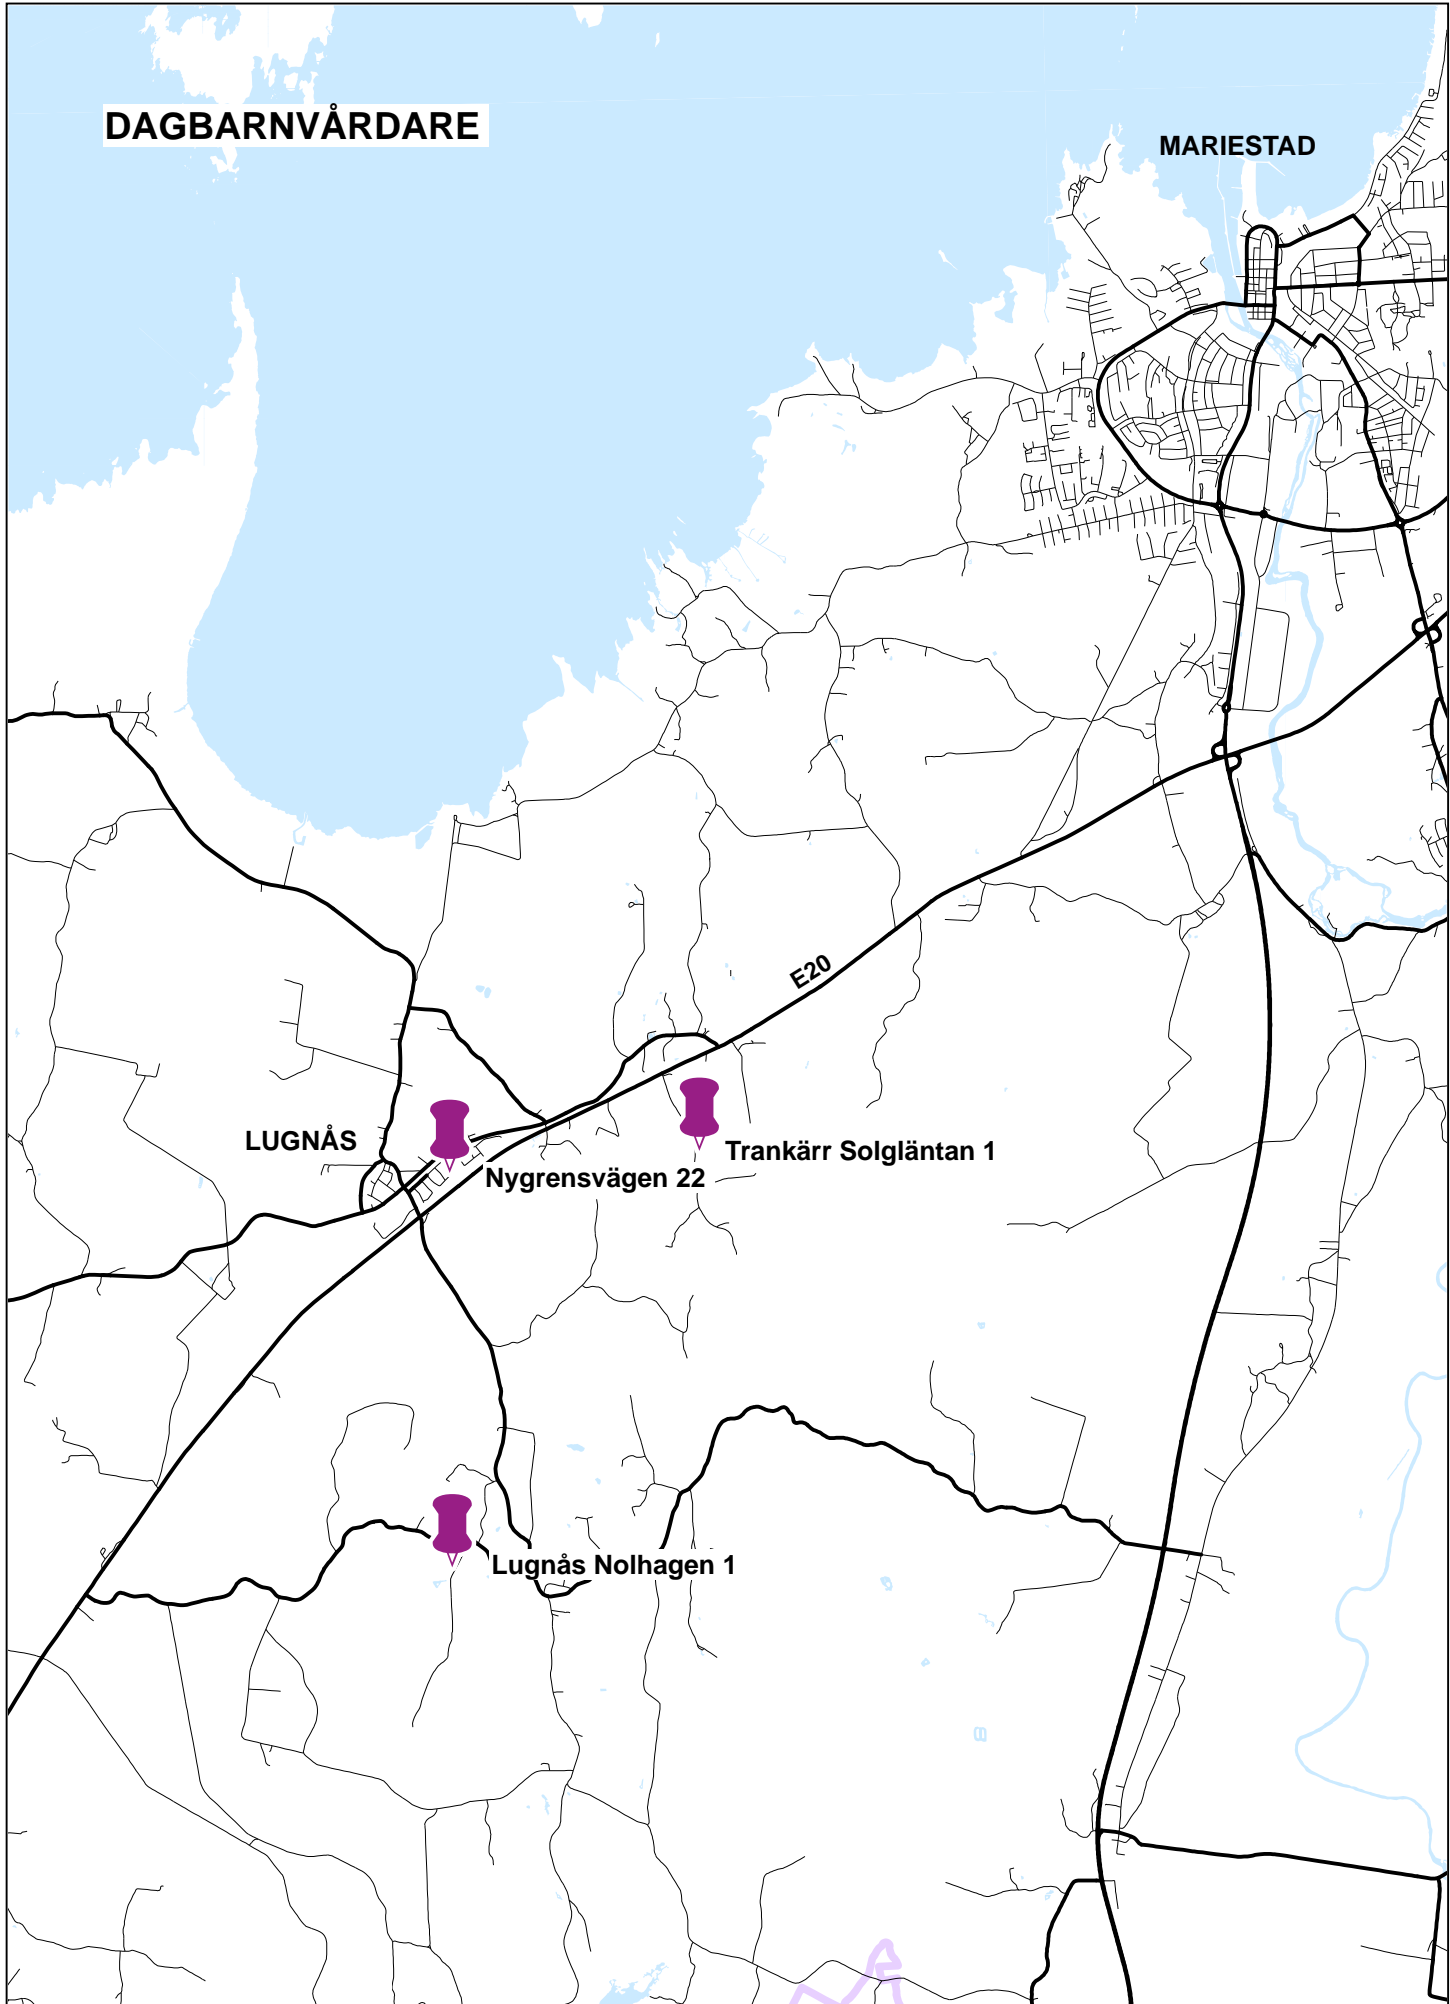 DAGBARNVÅRDARE
MARIESTAD
E20
LUGNÅS
Trankärr Solgläntan 1
Nygrensvägen 22
Lugnås Nolhagen 1